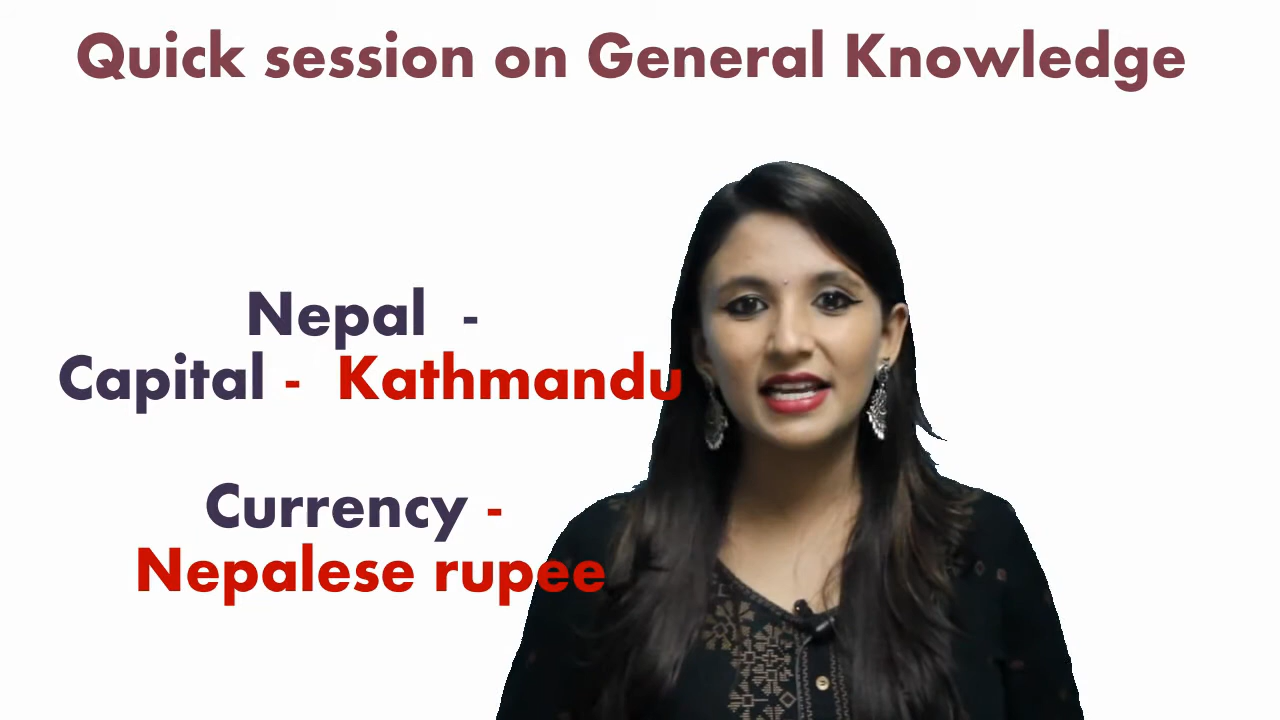 Quick session on General Knowledge
Nepal -
Capital - Kathmandu
Currency -
Nepalese rupee